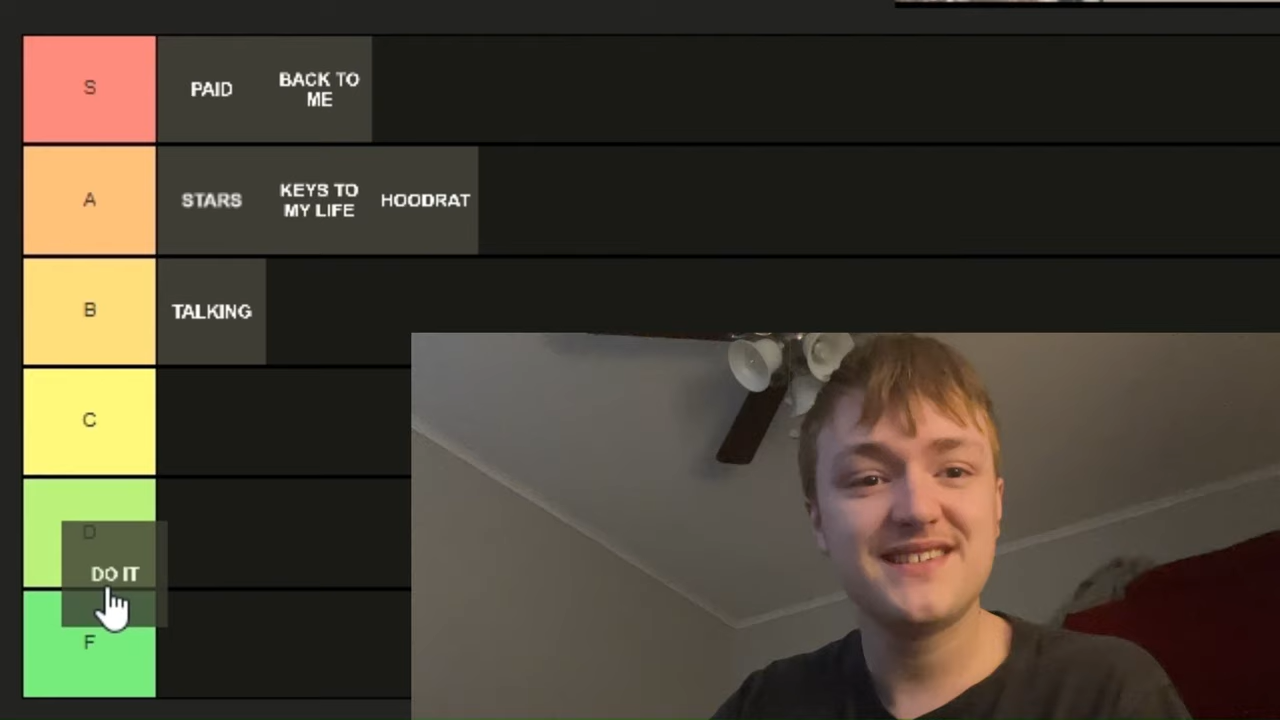 S
PAID
BACK TO
ME
A
STARS
KEYS TO
MY LIFE
HOODRAT
B
TALKING
C
D
DO IT
F